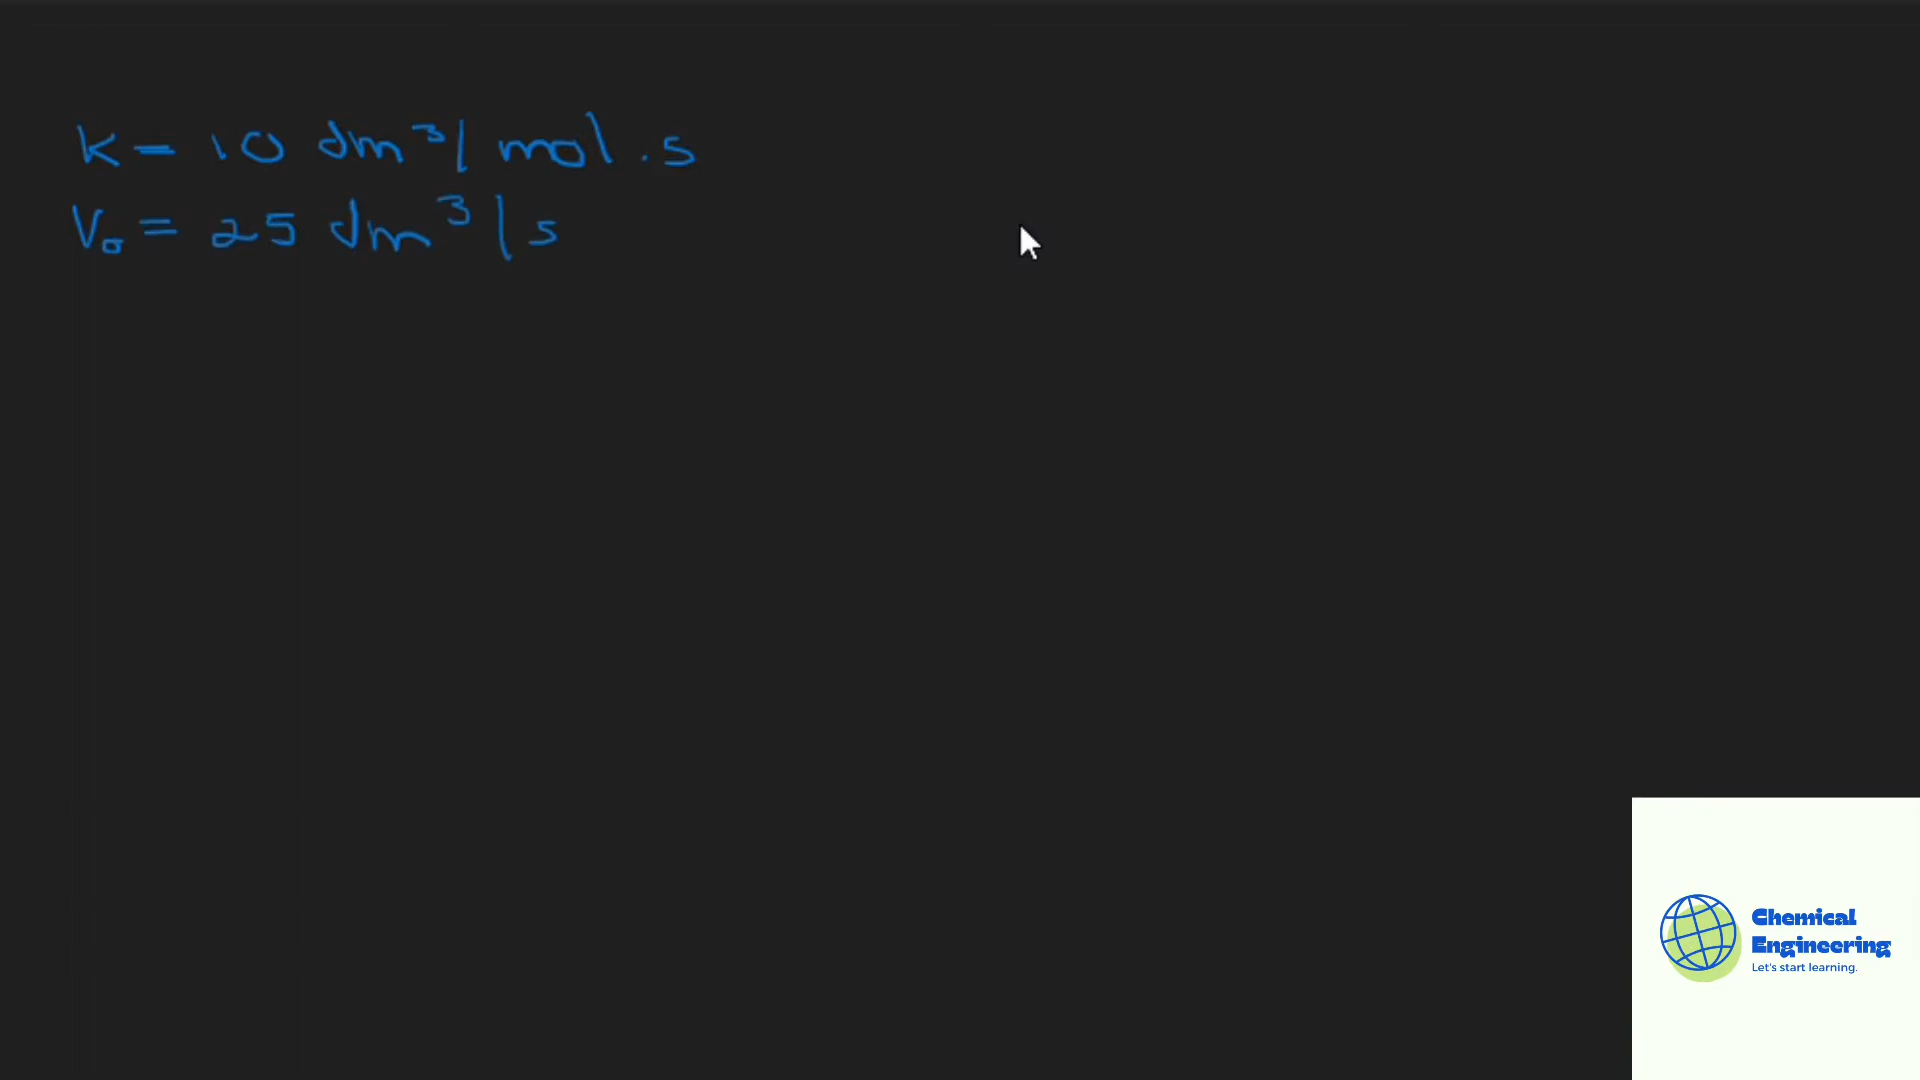 k = 10 dm³/mol.s
V₀ = 25 dm³/s
Chemical
Engineering
Let's start learning.